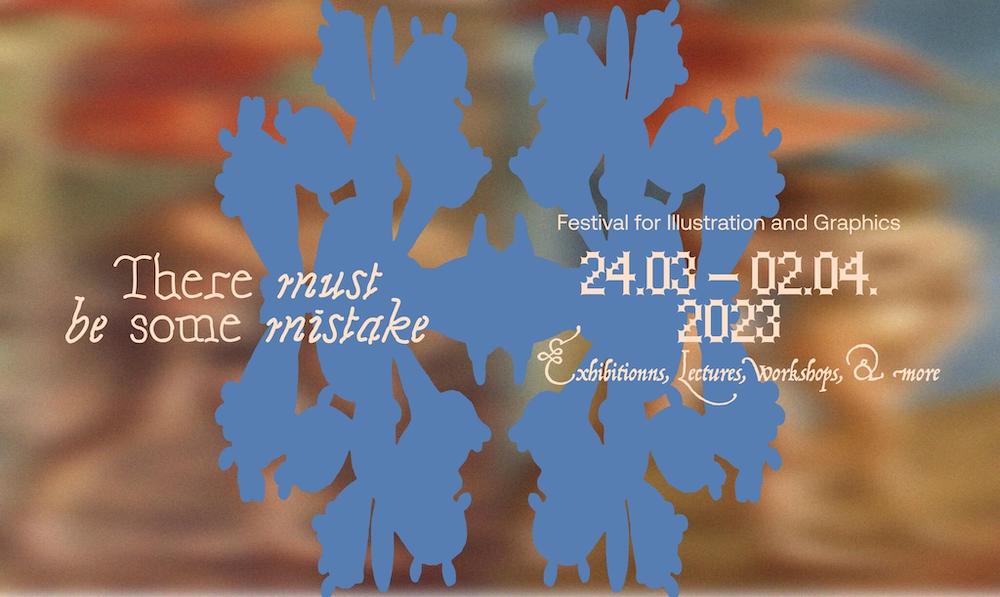 There must
be some mistake
Festival for Illustration and Graphics
24.03 – 02.04.
2023
Exhibitionns, Lectures, Workshops, & more